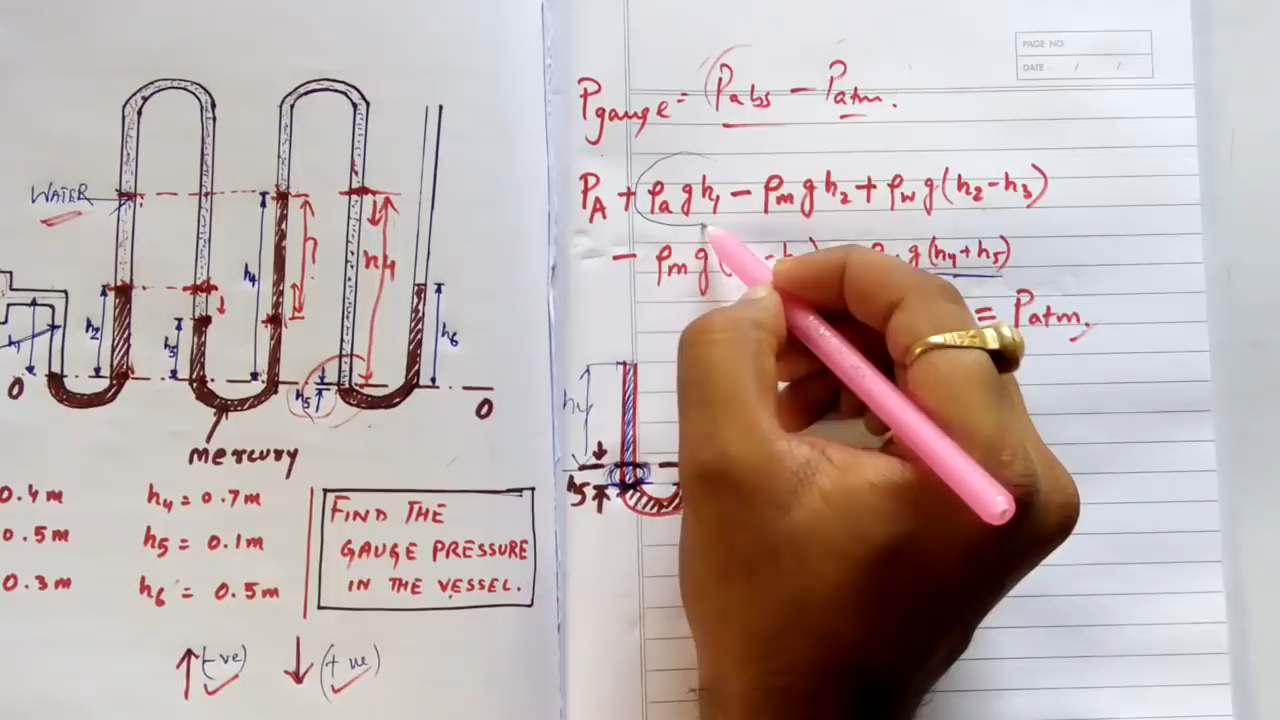 WATER
h1
h2
h3
h4
h
h4
h5
h6
O
O
mercury
0.4m
0.5m
0.3m
h4 = 0.7m
h5 = 0.1m
h6 = 0.5m
FIND THE
GAUGE PRESSURE
IN THE VESSEL.
↑(-ve) ↓(+ve)
PAGE NO:
DATE: / /
Pgauge = (Pabs - Patm.
PA + ρa g h1 - ρm g h2 + ρw g (h2-h3)
- ρm g (
g (h4+h5)
= Patm,
h4
h5